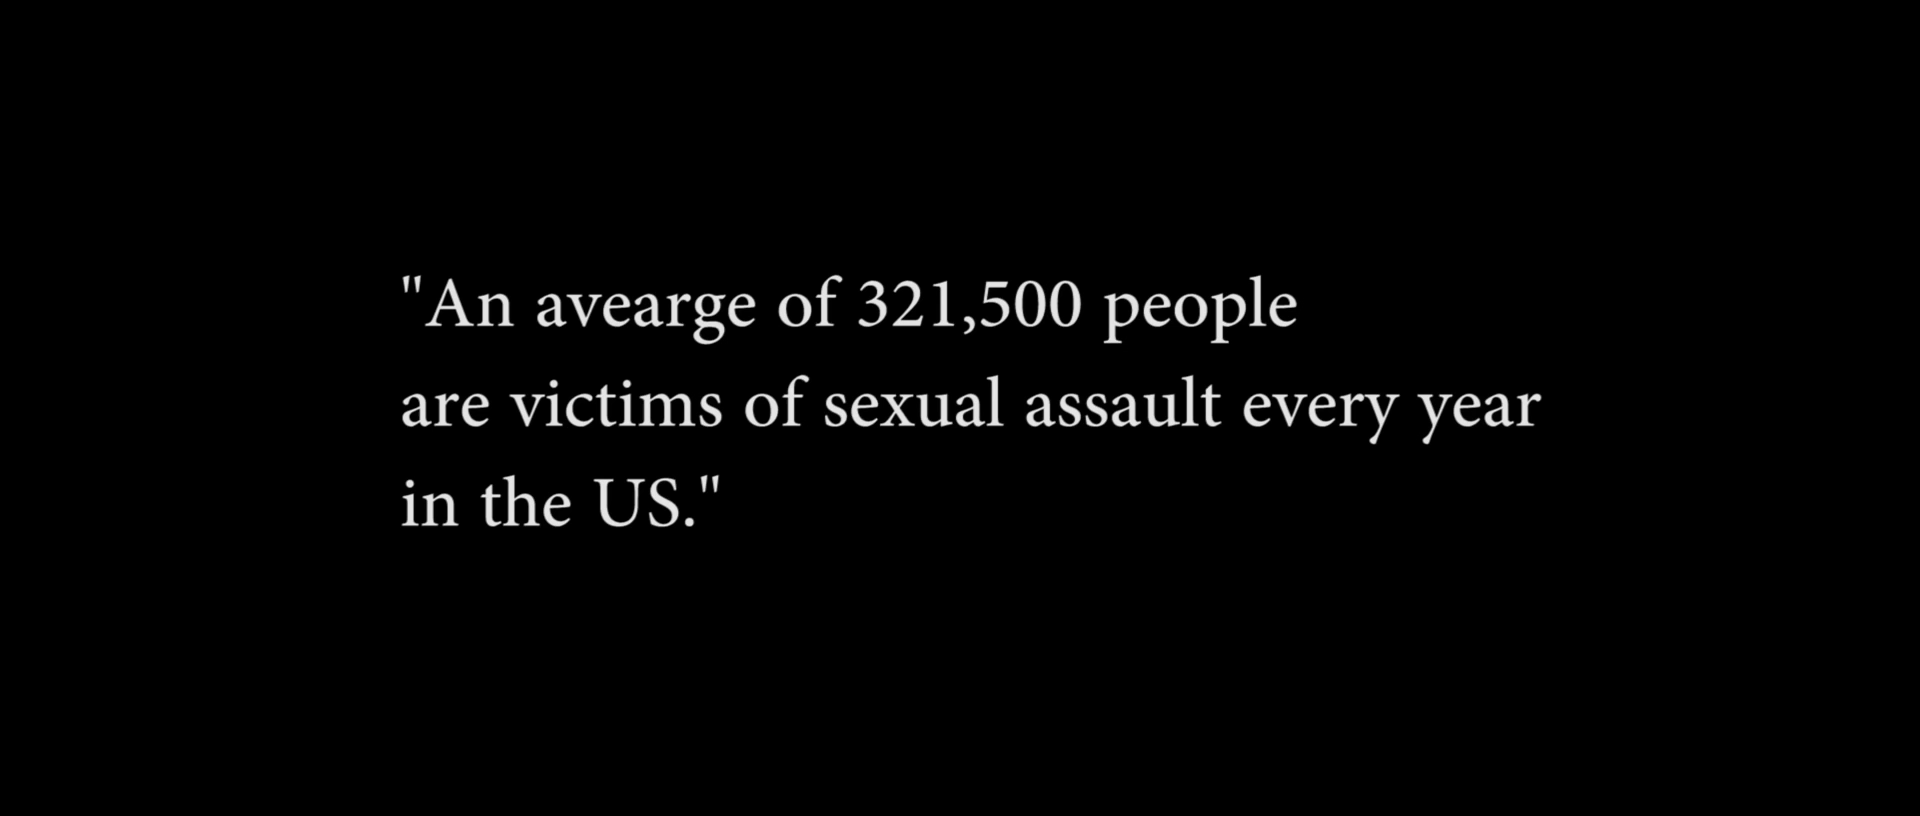 "An avearge of 321,500 people
are victims of sexual assault every year
in the US."